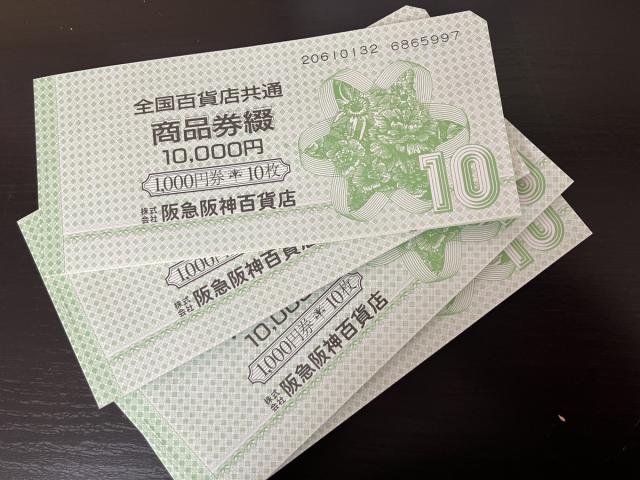 20610132 6865997
全国百貨店共通
商品券綴
10,000円
1,000円券＊10枚
株式会社 阪急阪神百貨店
10
1,000円券＊10枚
株式会社 阪急阪神百貨店
10
10,000
1,000円券＊10枚
株式会社 阪急阪神百貨店